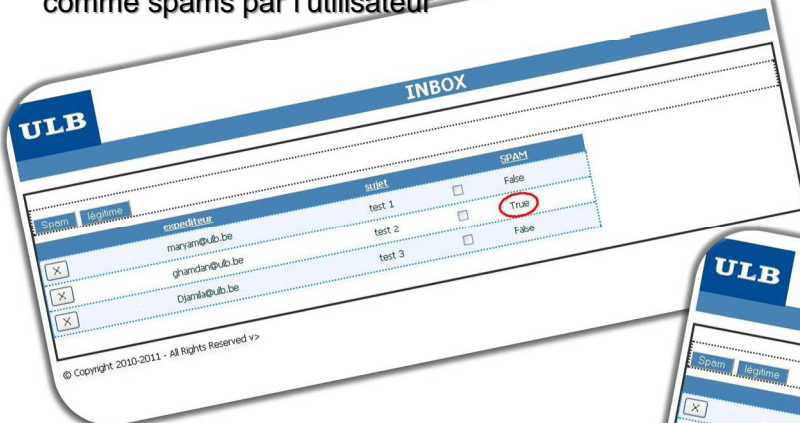 comme spams par l'utilisateur
ULB
INBOX
Spam légitime
expediteur sujet SPAM
X maryam@ulb.be test 1 False
X ghamdan@ulb.be test 2 True
X Djamila@ulb.be test 3 False
© Copyright 2010-2011 - All Rights Reserved v>
ULB
Spam légitime
X